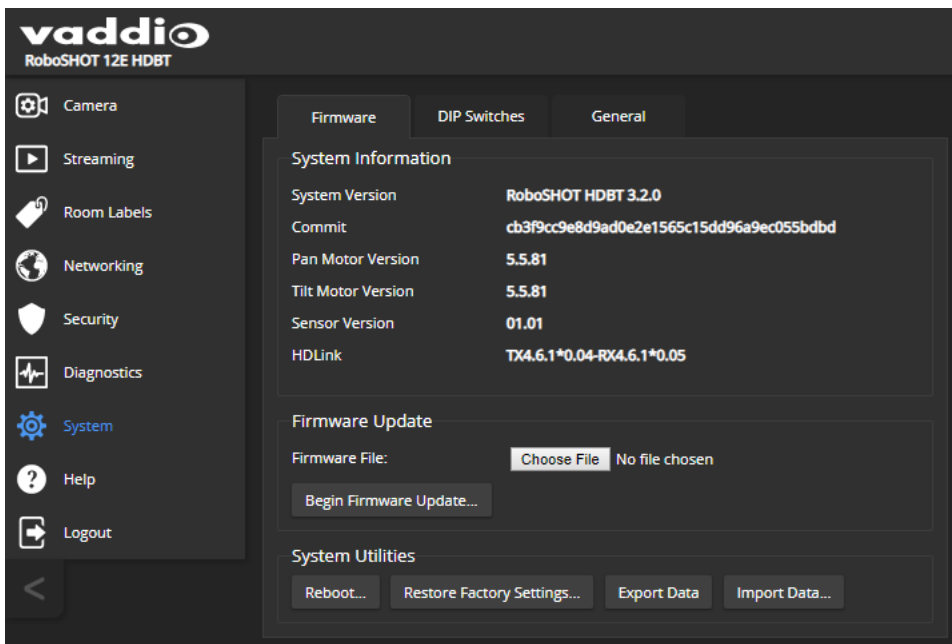 vaddio
RoboSHOT 12E HDBT
Camera
Streaming
Room Labels
Networking
Security
Diagnostics
System
Help
Logout
<
Firmware DIP Switches General
System Information
System Version RoboSHOT HDBT 3.2.0
Commit cb3f9cc9e8d9ad0e2e1565c15dd96a9ec055bdbd
Pan Motor Version 5.5.81
Tilt Motor Version 5.5.81
Sensor Version 01.01
HDLink TX4.6.1*0.04-RX4.6.1*0.05
Firmware Update
Firmware File: Choose File No file chosen
Begin Firmware Update...
System Utilities
Reboot... Restore Factory Settings... Export Data Import Data...